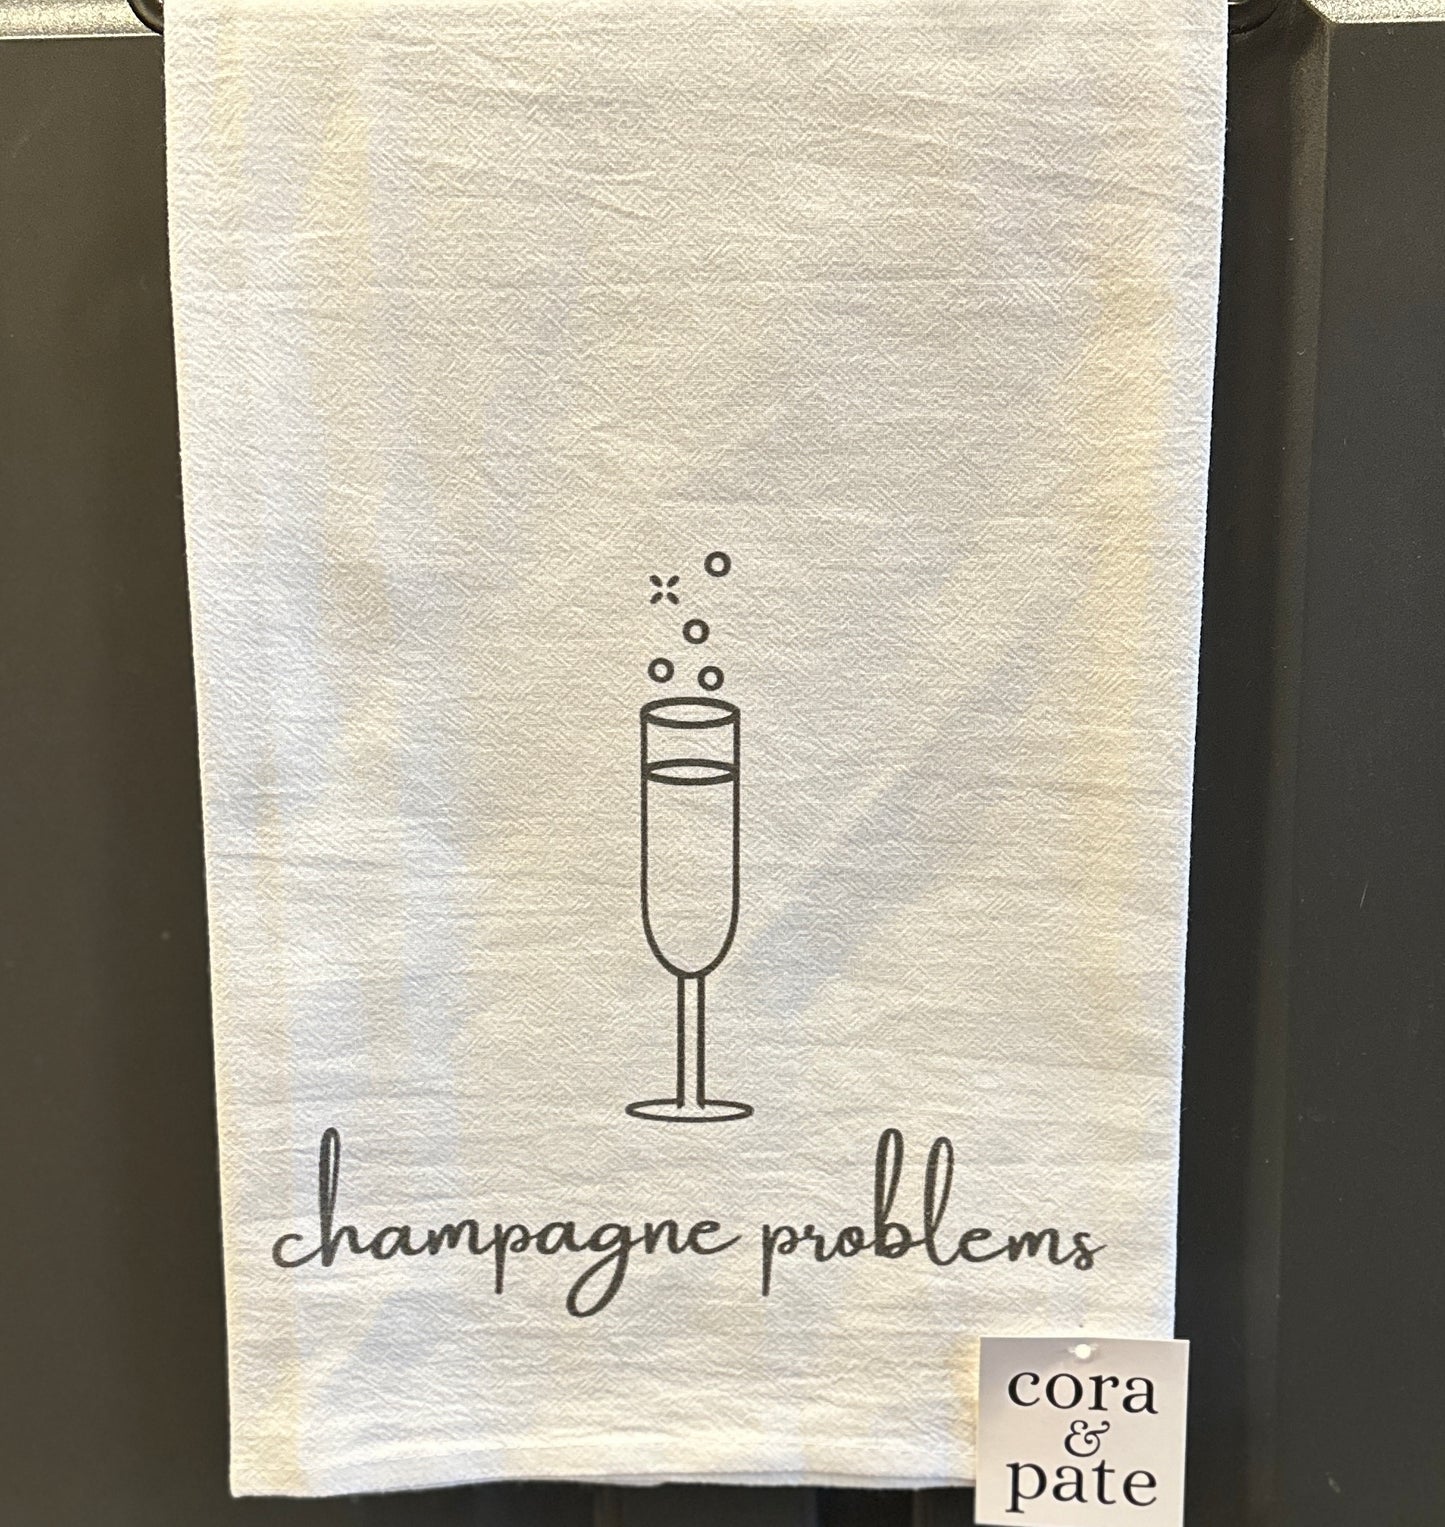 champagne problems
cora
&
pate